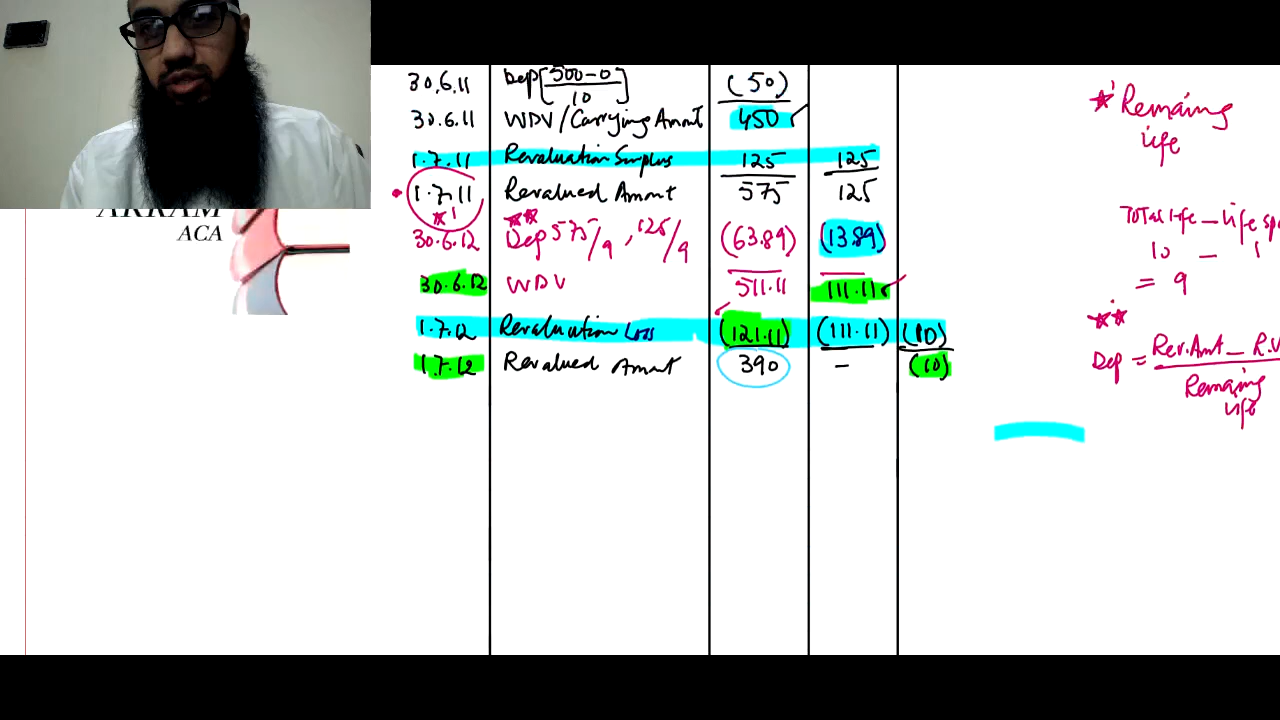 30.6.11 Dep[500-0/10] (50)
30.6.11 WDV/Carrying Amnt 450
1.7.11 Revaluation Surplus 125 125
1.7.11 Revalued Amnt 575 125
*1 **
30.6.12 Dep 575/9, 125/9 (63.89) (13.89)
30.6.12 WDV 511.11 111.11
1.7.12 Revaluation Loss (121.11) (111.11) (10)
1.7.12 Revalued Amnt 390 - (10)
AKRAM
ACA
*1 Remaing
life
Total life - life sp
10 - 1
= 9
**
Dep = Rev.Amt - R.V
Remaing
life